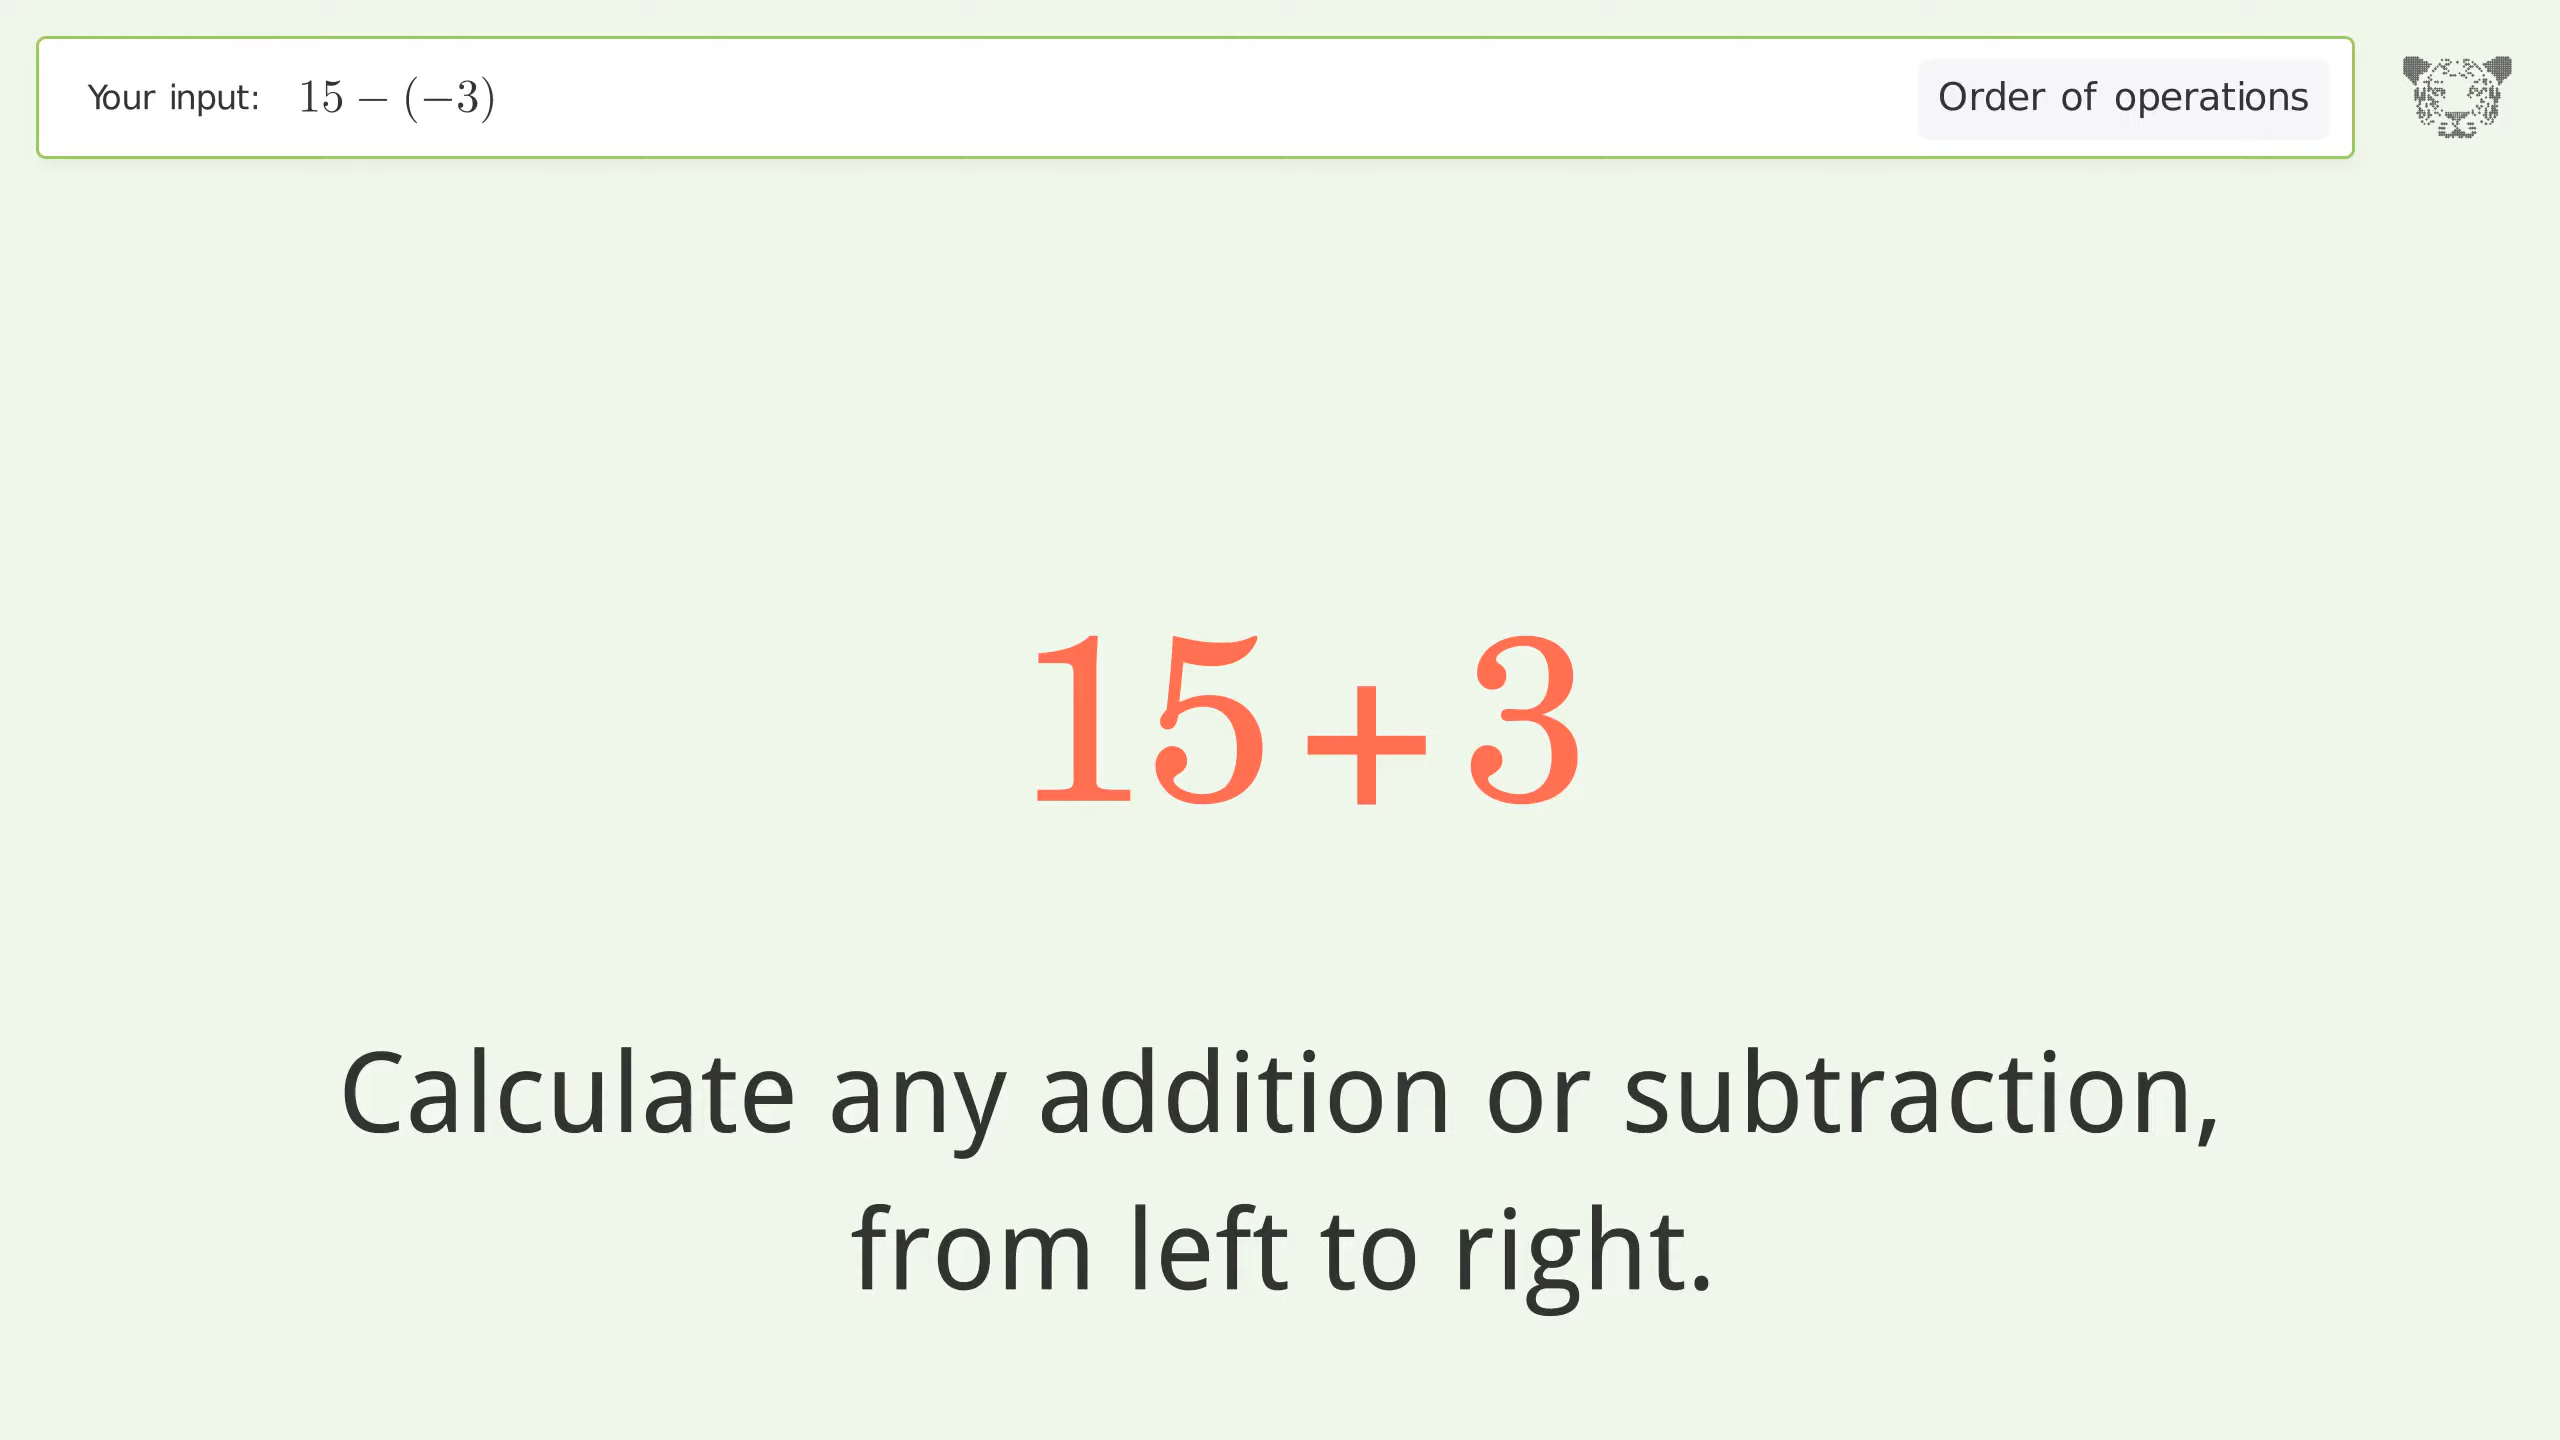 Your input: 15 − (−3)
Order of operations
15+3
Calculate any addition or subtraction,
from left to right.